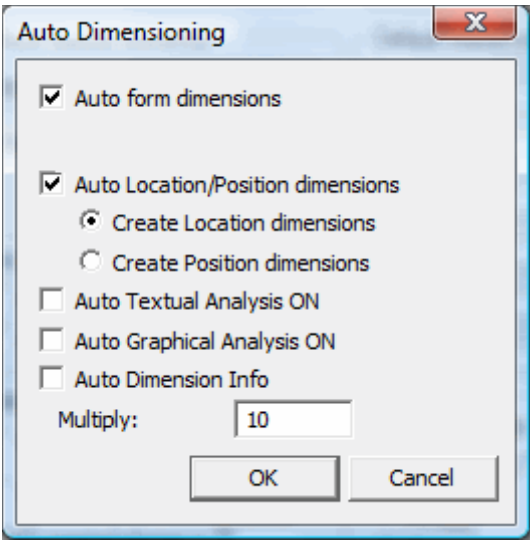 Auto Dimensioning
Auto form dimensions
Auto Location/Position dimensions
Create Location dimensions
Create Position dimensions
Auto Textual Analysis ON
Auto Graphical Analysis ON
Auto Dimension Info
Multiply: 10
OK Cancel